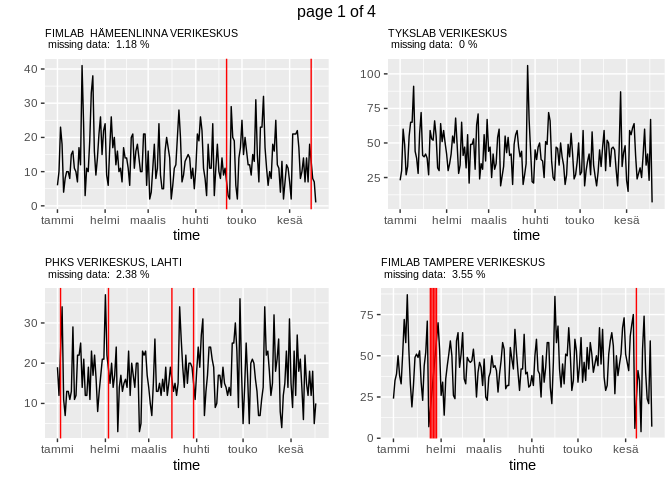 page 1 of 4
FIMLAB  HÄMEENLINNA VERIKESKUS
missing data:  1.18 %
40
30
20
10
0
tammi helmi maalis huhti touko kesä
time
TYKSLAB VERIKESKUS
missing data:  0 %
100
75
50
25
tammi helmi maalis huhti touko kesä
time
PHKS VERIKESKUS, LAHTI
missing data:  2.38 %
30
20
10
tammi helmi maalis huhti touko kesä
time
FIMLAB TAMPERE VERIKESKUS
missing data:  3.55 %
75
50
25
0
tammi helmi maalis huhti touko kesä
time